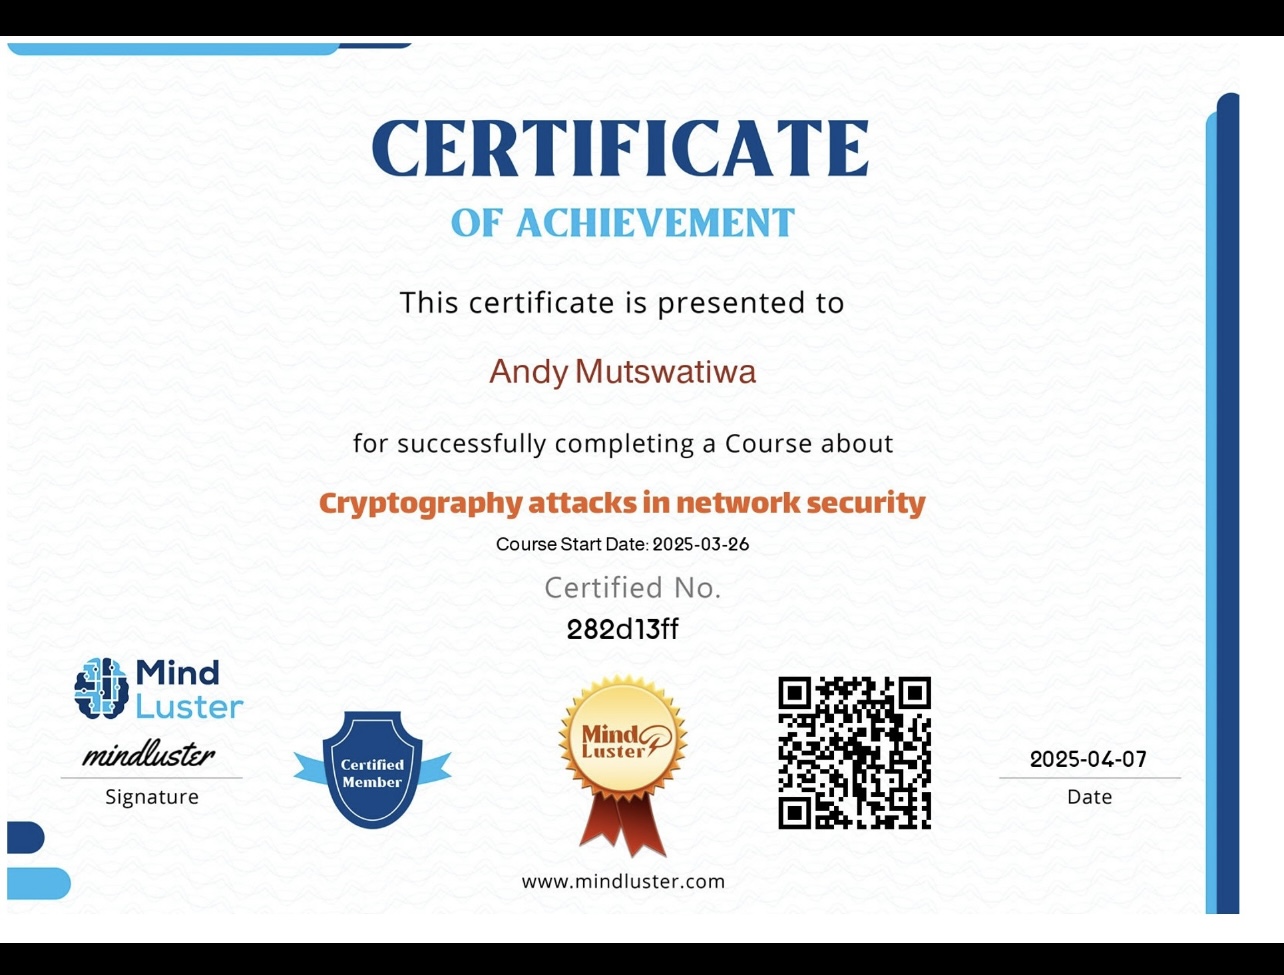 CERTIFICATE
OF ACHIEVEMENT
This certificate is presented to
Andy Mutswatiwa
for successfully completing a Course about
Cryptography attacks in network security
Course Start Date: 2025-03-26
Certified No.
282d13ff
Mind
Luster
mindluster
Signature
Certified
Member
Mind
Luster
2025-04-07
Date
www.mindluster.com